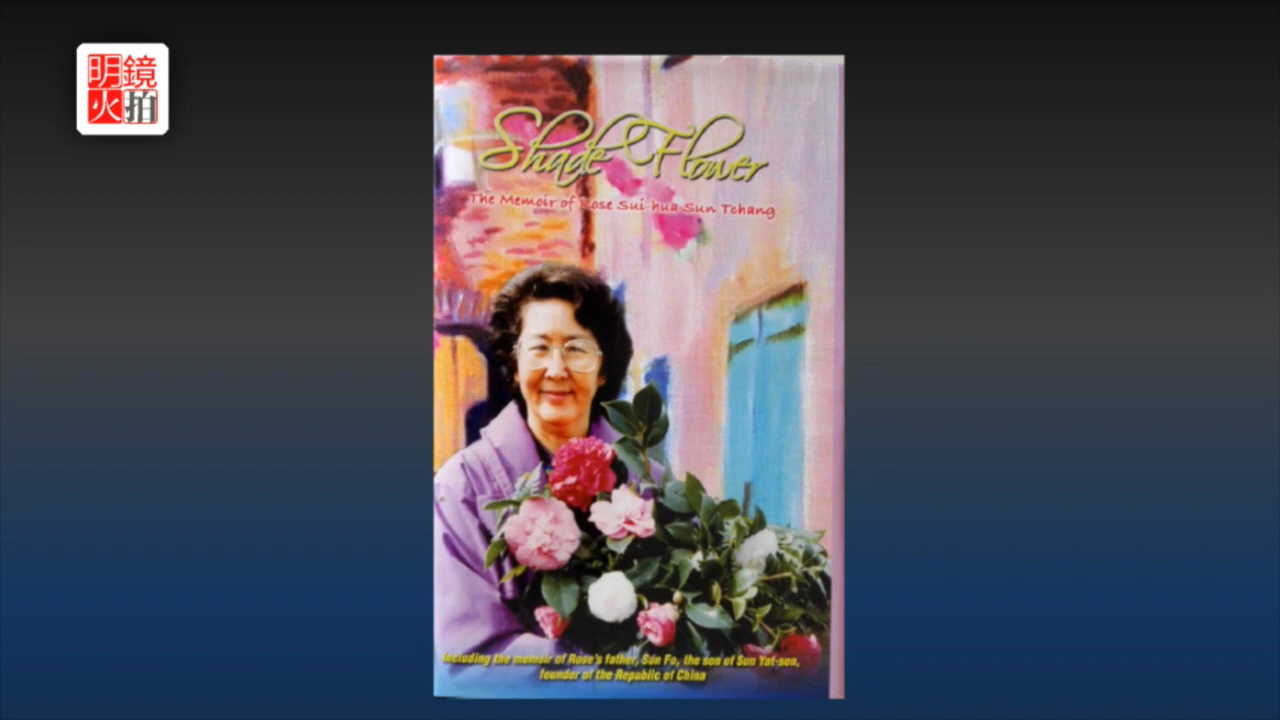 明鏡
火拍
Shade Flower
The Memoir of Rose Sui-hua Sun Tchang
Including the memoir of Rose's father, Sun Fo, the son of Sun Yat-sen,
founder of the Republic of China